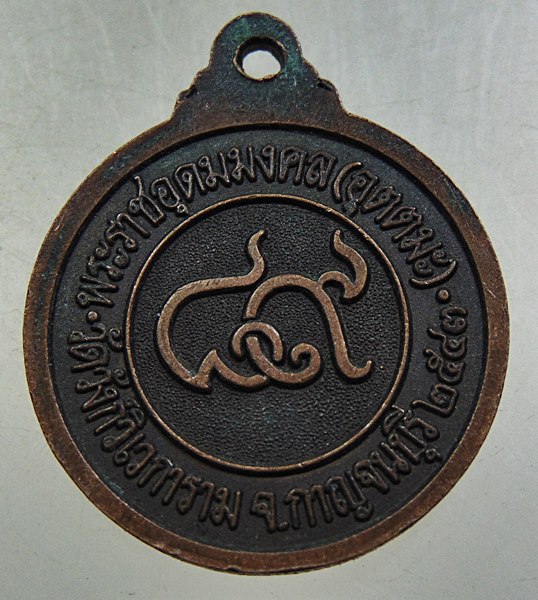 • พระราชอุดมมงคล (อุตตมะ) •
วัดวังก์วิเวการาม จ.กาญจนบุรี ๒๕๔๓
๘๙